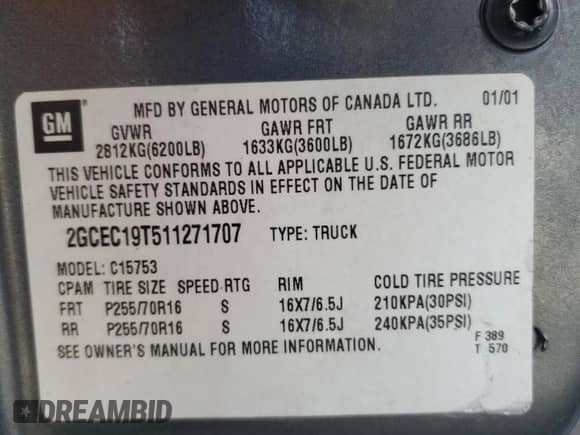 GM ®
MFD BY GENERAL MOTORS OF CANADA LTD. 01/01
GVWR GAWR FRT GAWR RR
2812KG(6200LB) 1633KG(3600LB) 1672KG(3686LB)
THIS VEHICLE CONFORMS TO ALL APPLICABLE U.S. FEDERAL MOTOR
VEHICLE SAFETY STANDARDS IN EFFECT ON THE DATE OF
MANUFACTURE SHOWN ABOVE.
2GCEC19T511271707 TYPE: TRUCK
MODEL: C15753
CPAM TIRE SIZE SPEED RTG RIM COLD TIRE PRESSURE
FRT P255/70R16 S 16X7/6.5J 210KPA(30PSI)
RR P255/70R16 S 16X7/6.5J 240KPA(35PSI)
SEE OWNER'S MANUAL FOR MORE INFORMATION.
F 389
T 570
DREAMBID